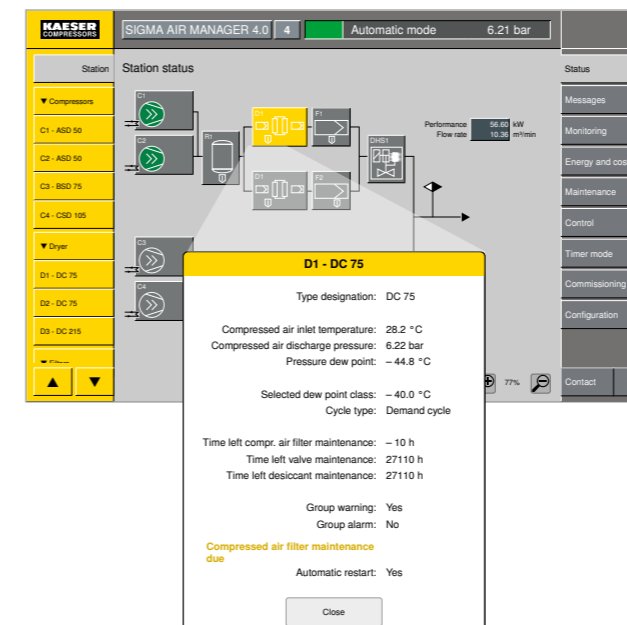 KAESER
COMPRESSORS
SIGMA AIR MANAGER 4.0
4
Automatic mode
6.21 bar
Station
▼ Compressors
C1 - ASD 50
C2 - ASD 50
C3 - BSD 75
C4 - CSD 105
▼ Dryer
D1 - DC 75
D2 - DC 75
D3 - DC 215
▲ ▼
Station status
C1
C2
R1
D1
F1
D1
F2
DHS1
C3
C4
Performance 56.60 kW
Flow rate 10.36 m³/min
77%
Status
Messages
Monitoring
Energy and cos
Maintenance
Control
Timer mode
Commissioning
Configuration
Contact
D1 - DC 75
Type designation: DC 75
Compressed air inlet temperature: 28.2 °C
Compressed air discharge pressure: 6.22 bar
Pressure dew point: – 44.8 °C
Selected dew point class: – 40.0 °C
Cycle type: Demand cycle
Time left compr. air filter maintenance: – 10 h
Time left valve maintenance: 27110 h
Time left desiccant maintenance: 27110 h
Group warning: Yes
Group alarm: No
Compressed air filter maintenance
due
Automatic restart: Yes
Close